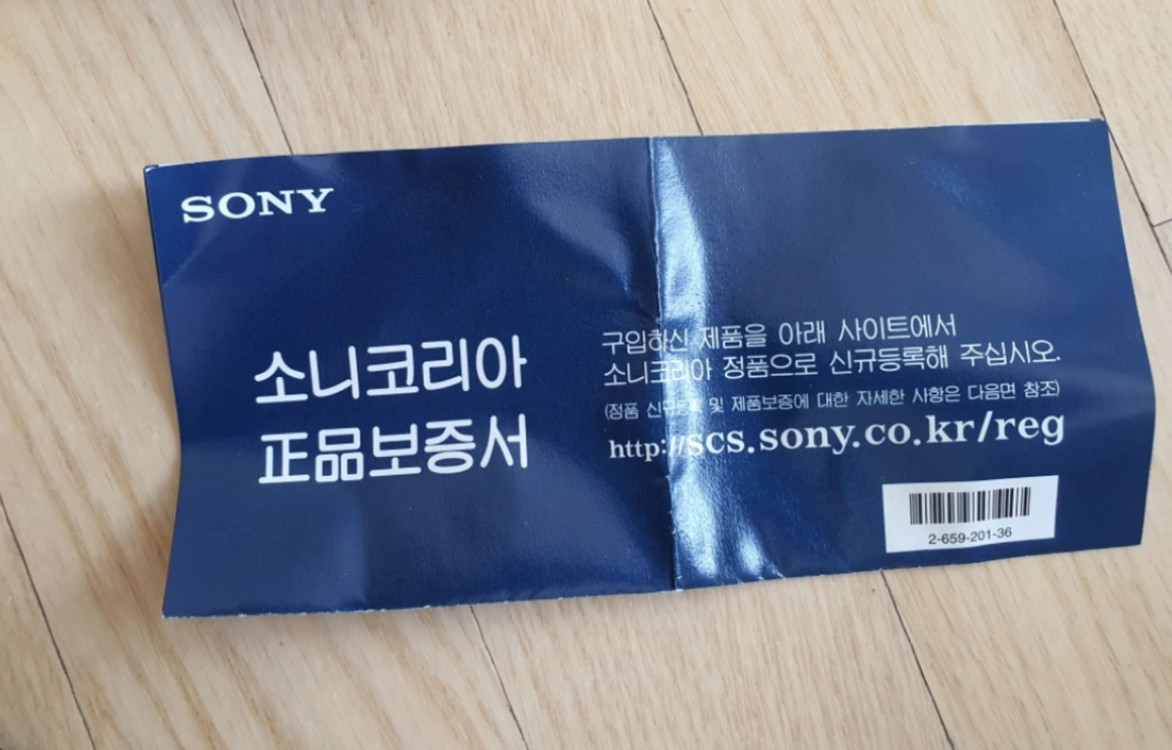 SONY
소니코리아
正品보증서
구입하신 제품을 아래 사이트에서
소니코리아 정품으로 신규등록해 주십시오.
(정품 신규등록 및 제품보증에 대한 자세한 사항은 다음면 참조)
http://scs.sony.co.kr/reg
2-659-201-36